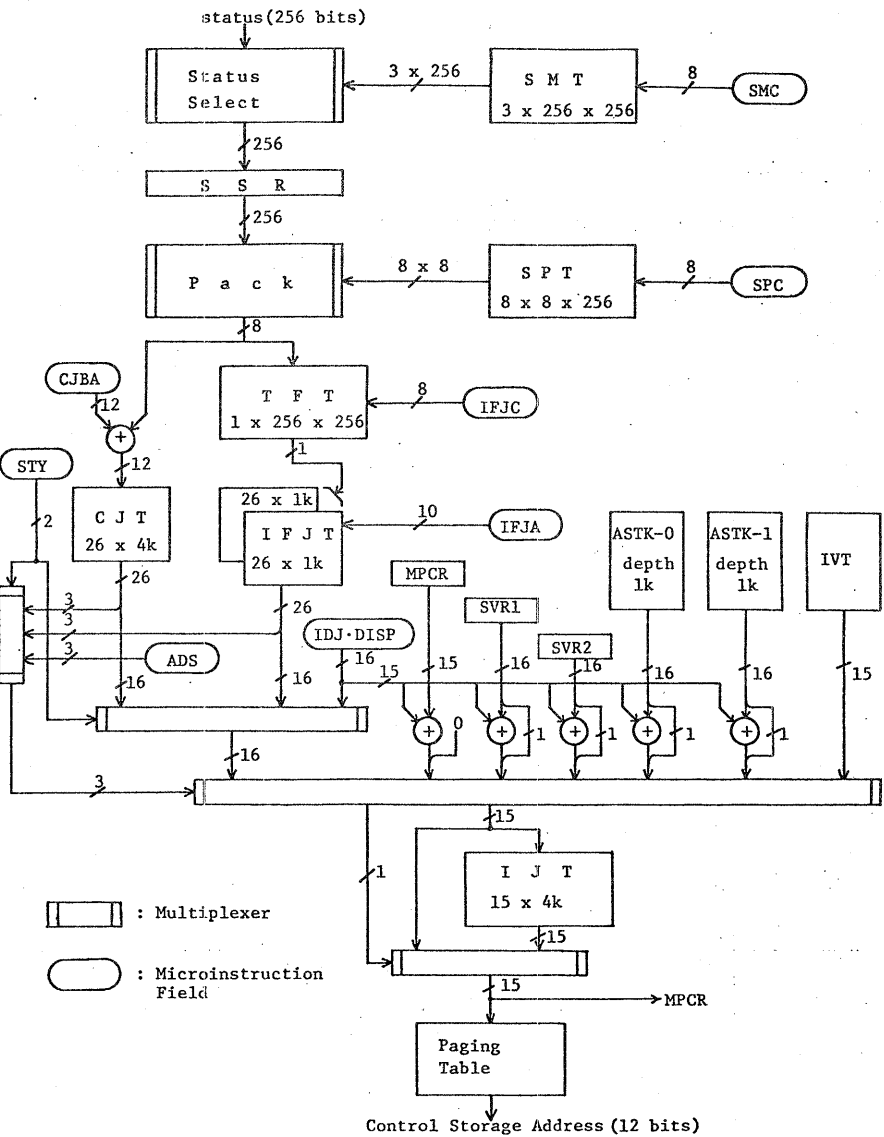 status(256 bits)
Status
Select
3 x 256
S M T
3 x 256 x 256
8
SMC
256
S S R
256
P a c k
8 x 8
S P T
8 x 8 x 256
8
SPC
8
CJBA
12
+
12
T F T
1 x 256 x 256
8
IFJC
1
STY
2
C J T
26 x 4k
26 x 1k
I F J T
26 x 1k
10
IFJA
ASTK-0
depth
1k
ASTK-1
depth
1k
IVT
MPCR
SVR1
SVR2
26
26
3
3
3
ADS
IDJ·DISP
16
16
16
15
15
16
16
16
16
15
+
0
+
1
+
1
+
1
+
1
16
3
15
1
I J T
15 x 4k
15
15
MPCR
: Multiplexer
: Microinstruction
Field
Paging
Table
Control Storage Address (12 bits)